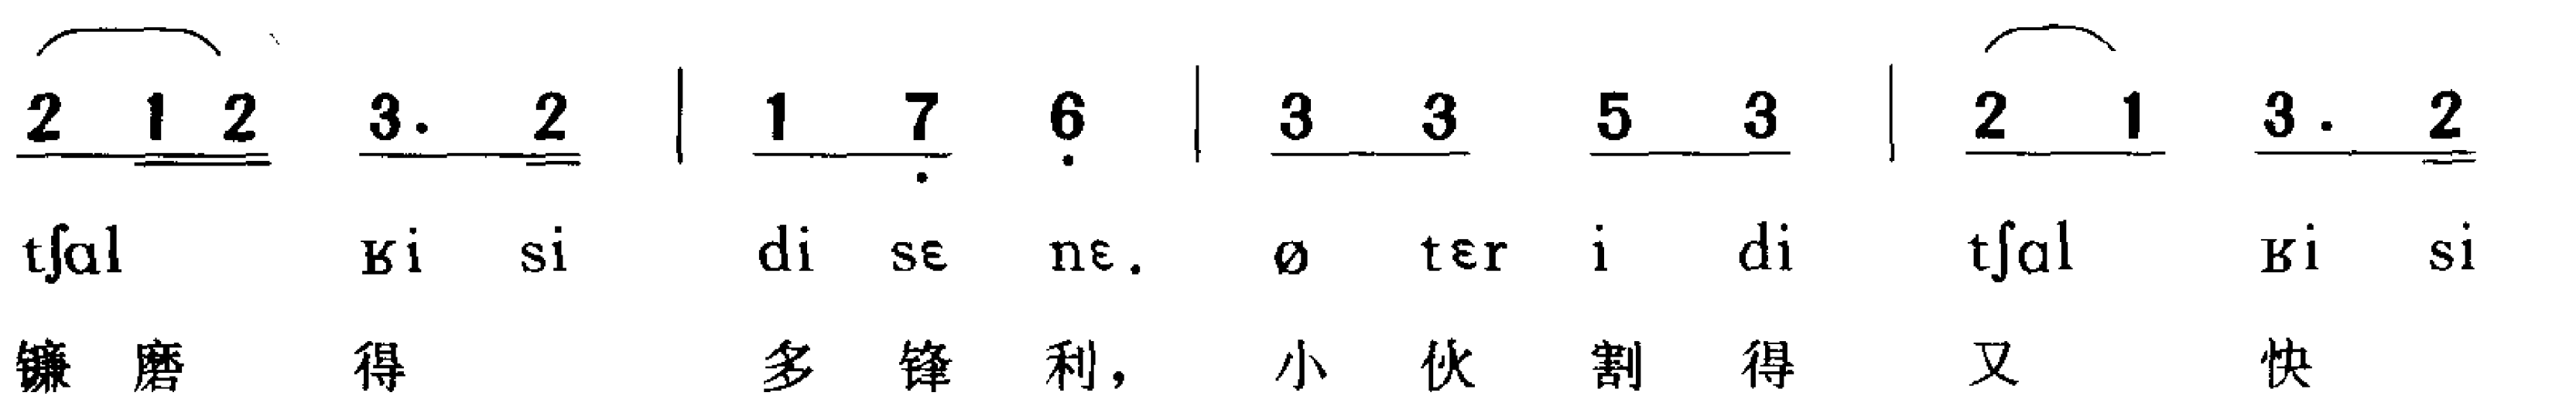 2 1 2 3. 2 | 1 7 6 | 3 3 5 3 | 2 1 3. 2
tʃɑl ʁi si di sɛ nɛ. ø tɛr i di tʃɑl ʁi si
镰磨得多锋利，小伙割得又快